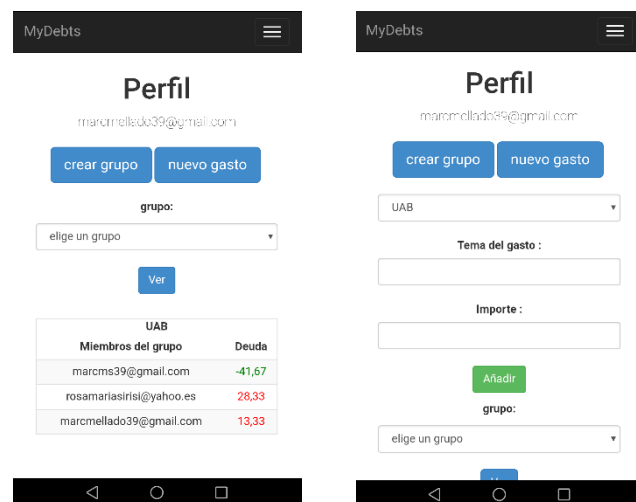 MyDebts
Perfil
marcmellado39@gmail.com
crear grupo nuevo gasto
grupo:
elige un grupo
Ver
UAB
Miembros del grupo Deuda
marcms39@gmail.com -41,67
rosamariasirisi@yahoo.es 28,33
marcmellado39@gmail.com 13,33
MyDebts
Perfil
marcmellado39@gmail.com
crear grupo nuevo gasto
UAB
Tema del gasto :
Importe :
Añadir
grupo:
elige un grupo